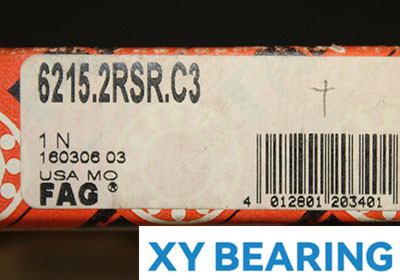 6215.2RSR.C3
1 N
160306 03
USA MO
FAG ®
4 012801 203401
XY BEARING